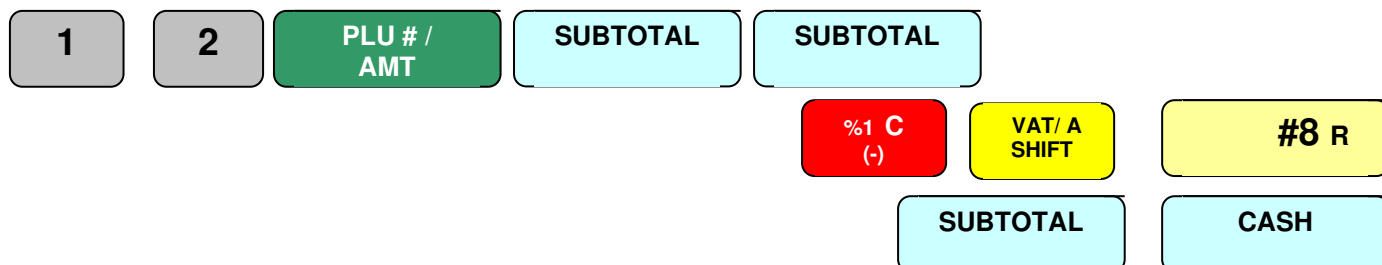 1 2 PLU # / SUBTOTAL SUBTOTAL
AMT
%1 C VAT/ A #8 R
(-) SHIFT
SUBTOTAL CASH